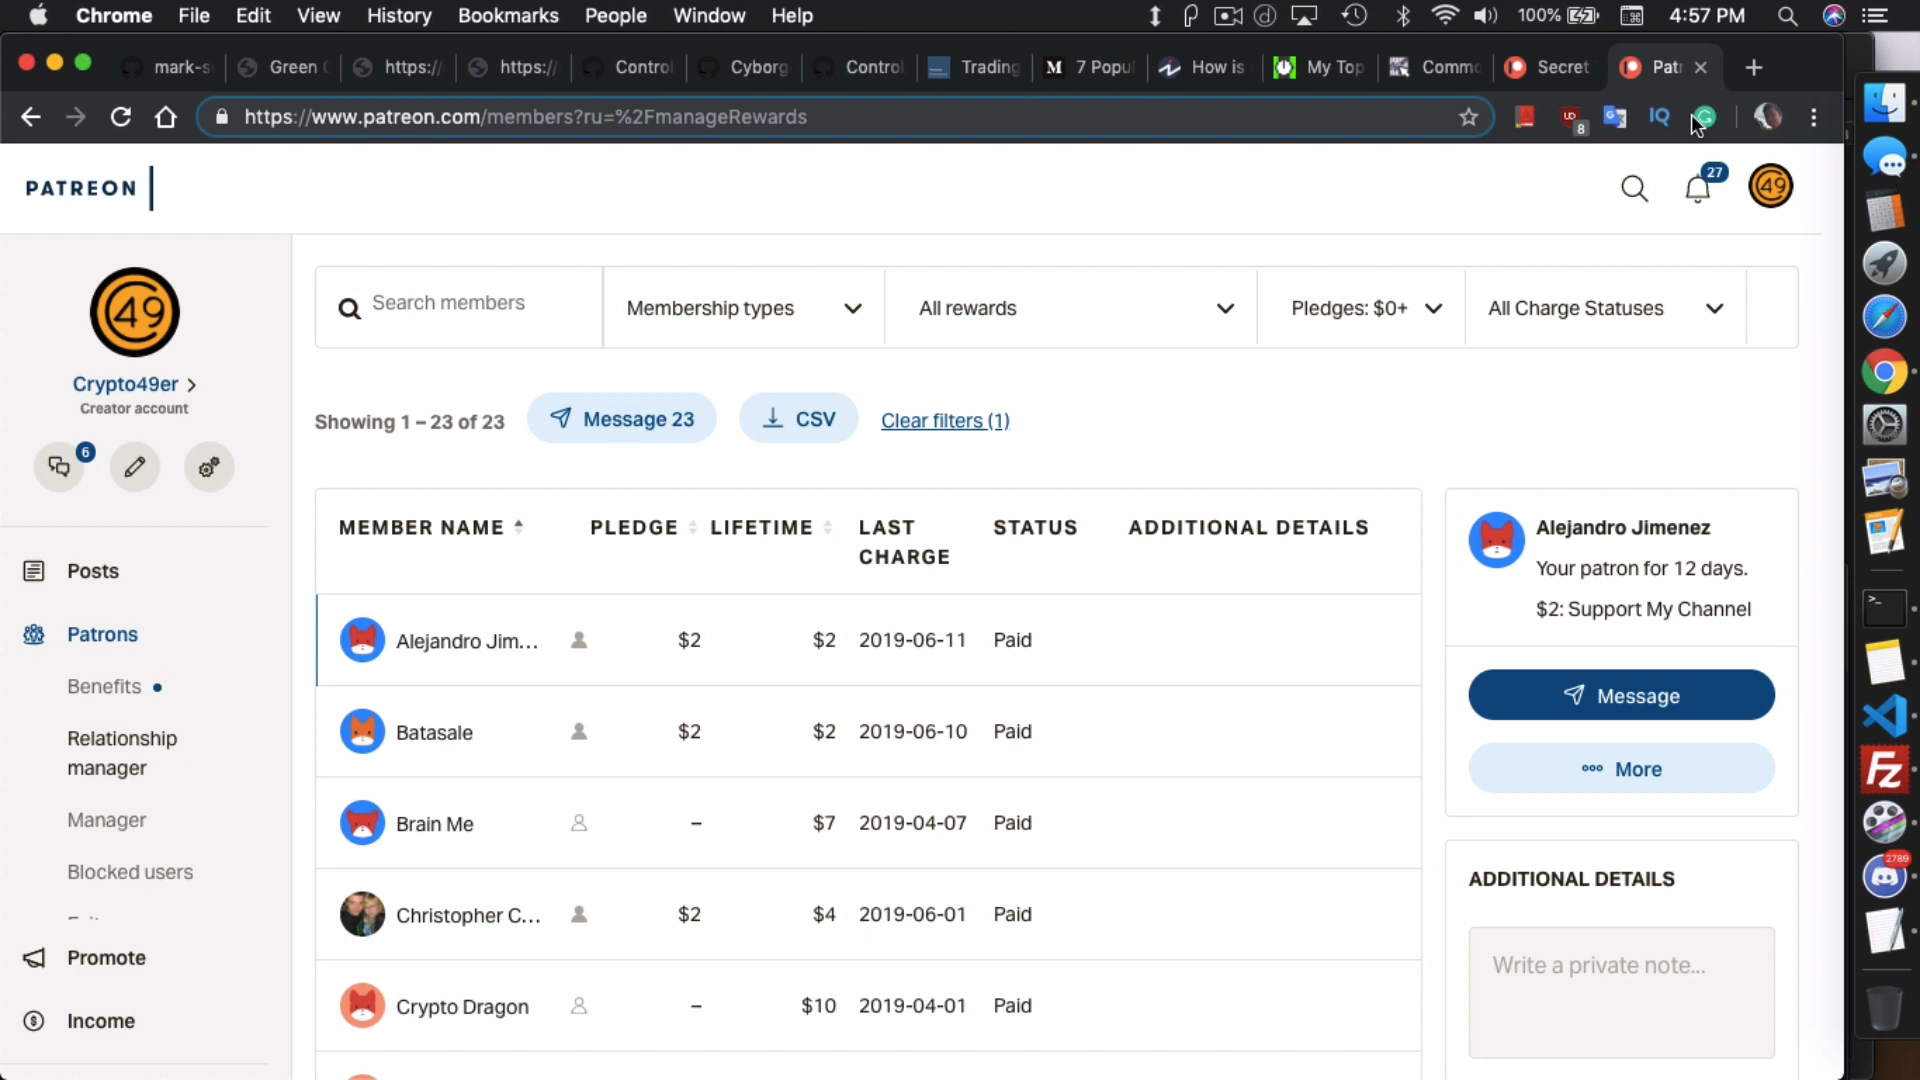 Chrome File Edit View History Bookmarks People Window Help 100% 4:57 PM
mark-s Green https:/ https:/ Control Cyborg Control Trading M 7 Popul How is My Top Commo Secret Pat
https://www.patreon.com/members?ru=%2FmanageRewards 8 IQ
PATREON 27 49
49
Crypto49er
Creator account
6
Posts
Patrons
Benefits
Relationship
manager
Manager
Blocked users
Promote
Income
Search members Membership types All rewards Pledges: $0+ All Charge Statuses
Showing 1 – 23 of 23 Message 23 CSV Clear filters (1)
MEMBER NAME PLEDGE LIFETIME LAST CHARGE STATUS ADDITIONAL DETAILS
Alejandro Jim... $2 $2 2019-06-11 Paid
Batasale $2 $2 2019-06-10 Paid
Brain Me – $7 2019-04-07 Paid
Christopher C... $2 $4 2019-06-01 Paid
Crypto Dragon – $10 2019-04-01 Paid
Alejandro Jimenez
Your patron for 12 days.
$2: Support My Channel
Message
More
ADDITIONAL DETAILS
Write a private note...
2789